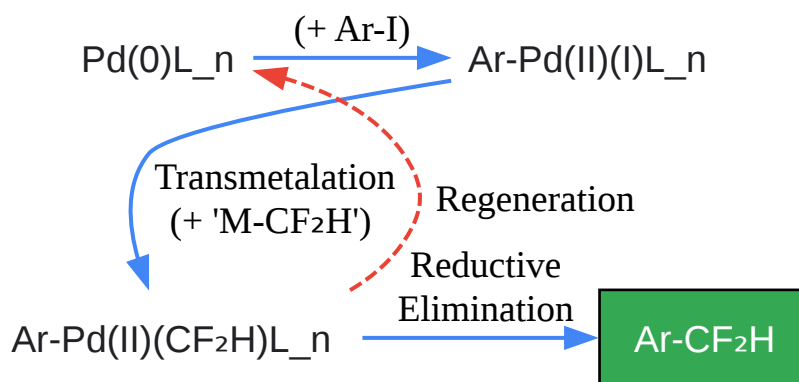 (+ Ar-I)
Pd(0)L_n
Ar-Pd(II)(I)L_n
Transmetalation
(+ 'M-CF₂H')
Regeneration
Reductive
Elimination
Ar-Pd(II)(CF₂H)L_n
Ar-CF₂H